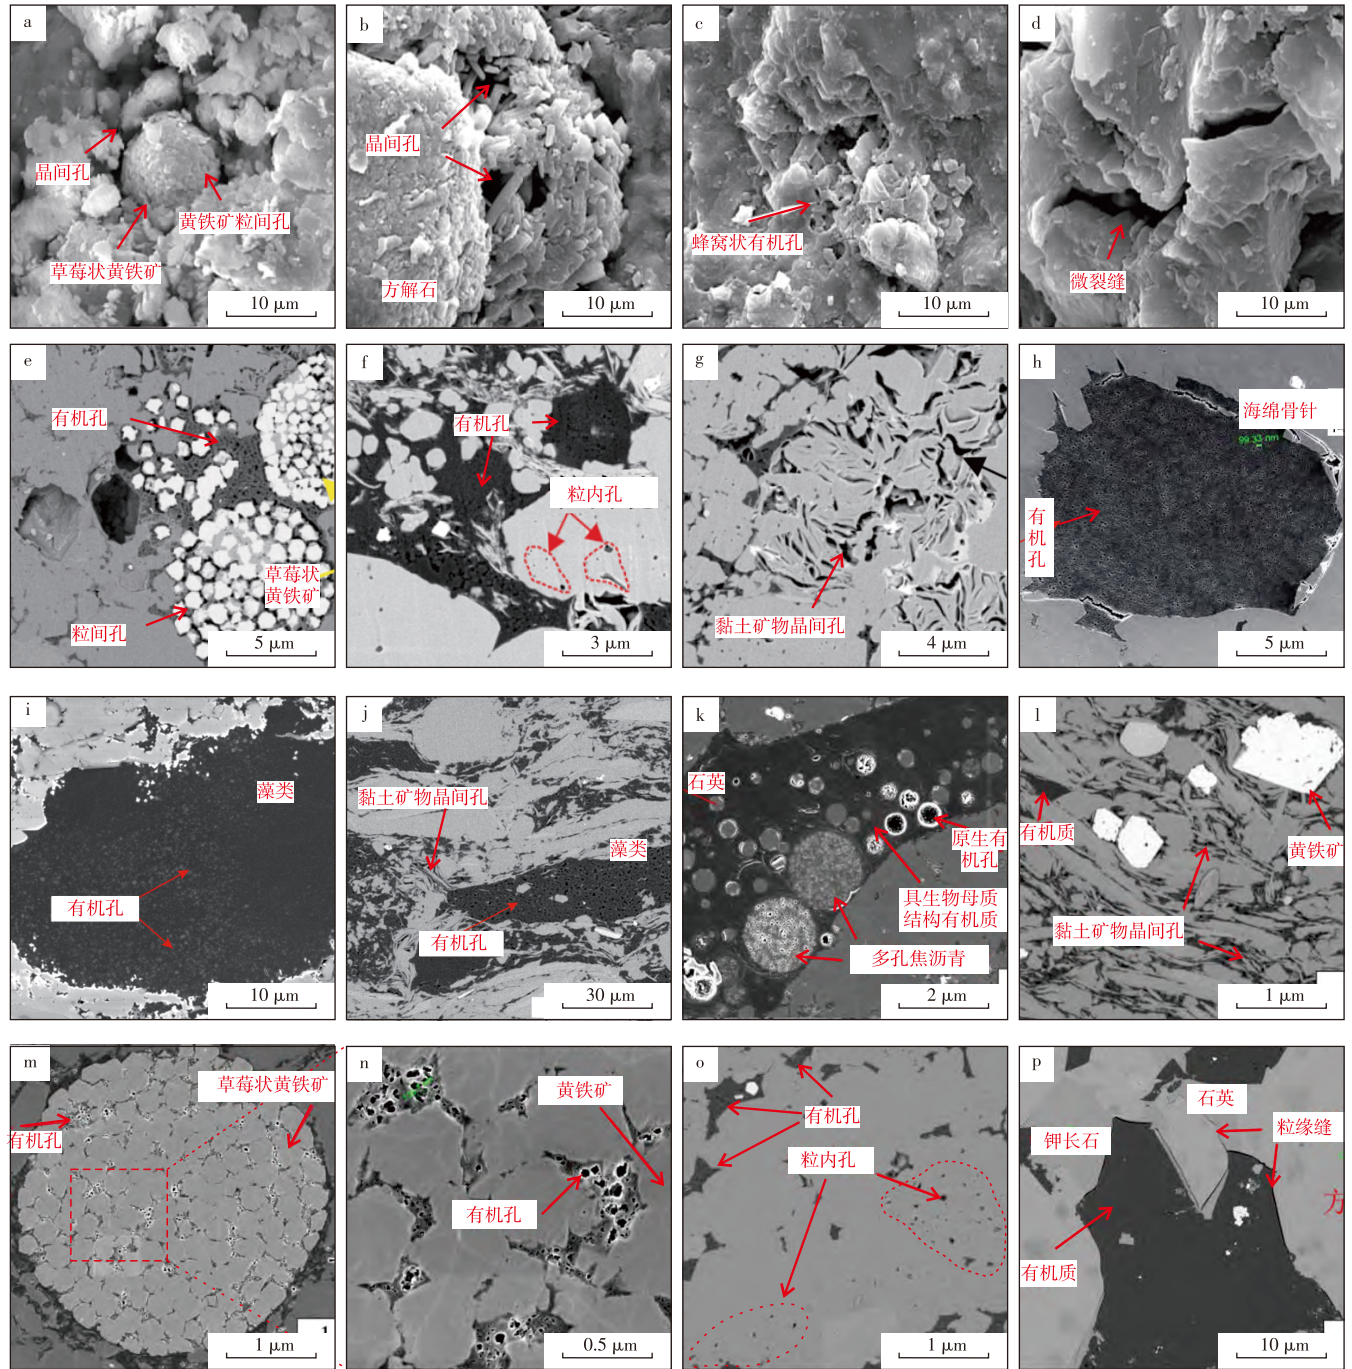 a
晶间孔
黄铁矿粒间孔
草莓状黄铁矿
10 μm
b
晶间孔
方解石
10 μm
c
蜂窝状有机孔
10 μm
d
微裂缝
10 μm
e
有机孔
草莓状
黄铁矿
粒间孔
5 μm
f
有机孔
粒内孔
3 μm
g
黏土矿物晶间孔
4 μm
h
海绵骨针
99.33 nm
有
机
孔
5 μm
i
藻类
有机孔
10 μm
j
黏土矿物晶间孔
藻类
有机孔
30 μm
k
石英
原生有
机孔
具生物母质
结构有机质
多孔焦沥青
2 μm
l
有机质
黄铁矿
黏土矿物晶间孔
1 μm
m
草莓状黄铁矿
有机孔
1 μm
n
黄铁矿
有机孔
0.5 μm
o
有机孔
粒内孔
1 μm
p
石英
钾长石
粒缘缝
方
有机质
10 μm